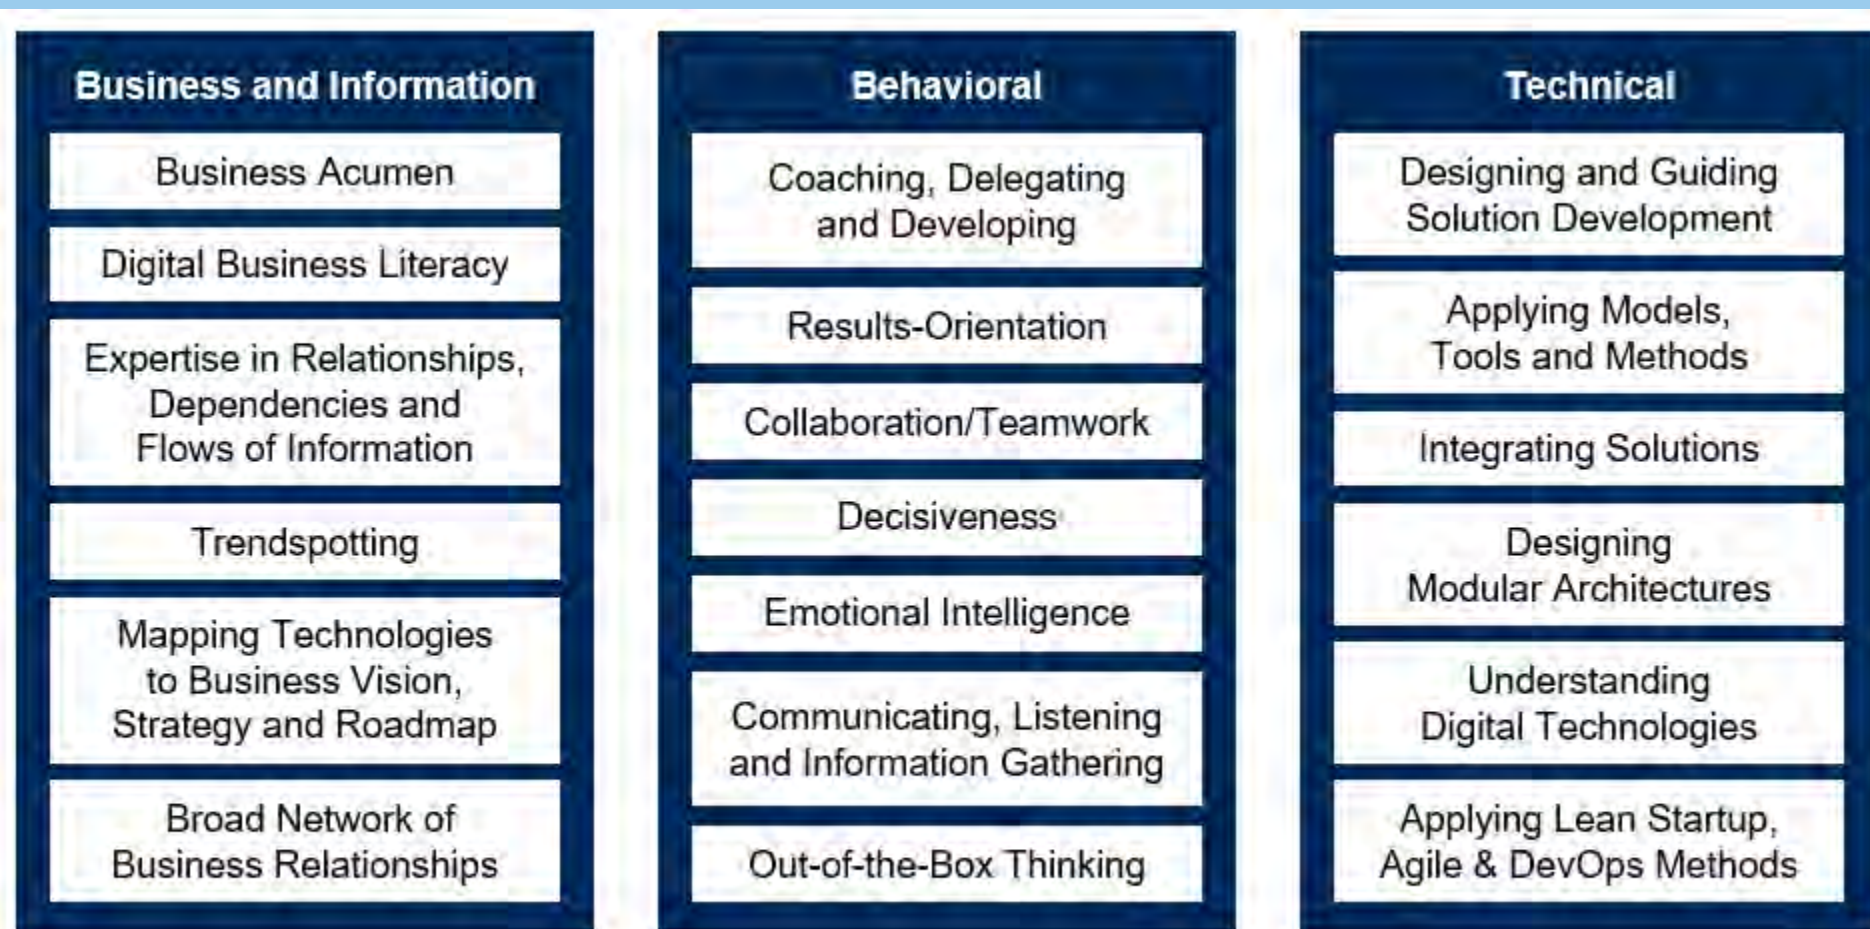 Business and Information
Business Acumen
Digital Business Literacy
Expertise in Relationships,
Dependencies and
Flows of Information
Trendspotting
Mapping Technologies
to Business Vision,
Strategy and Roadmap
Broad Network of
Business Relationships
Behavioral
Coaching, Delegating
and Developing
Results-Orientation
Collaboration/Teamwork
Decisiveness
Emotional Intelligence
Communicating, Listening
and Information Gathering
Out-of-the-Box Thinking
Technical
Designing and Guiding
Solution Development
Applying Models,
Tools and Methods
Integrating Solutions
Designing
Modular Architectures
Understanding
Digital Technologies
Applying Lean Startup,
Agile & DevOps Methods